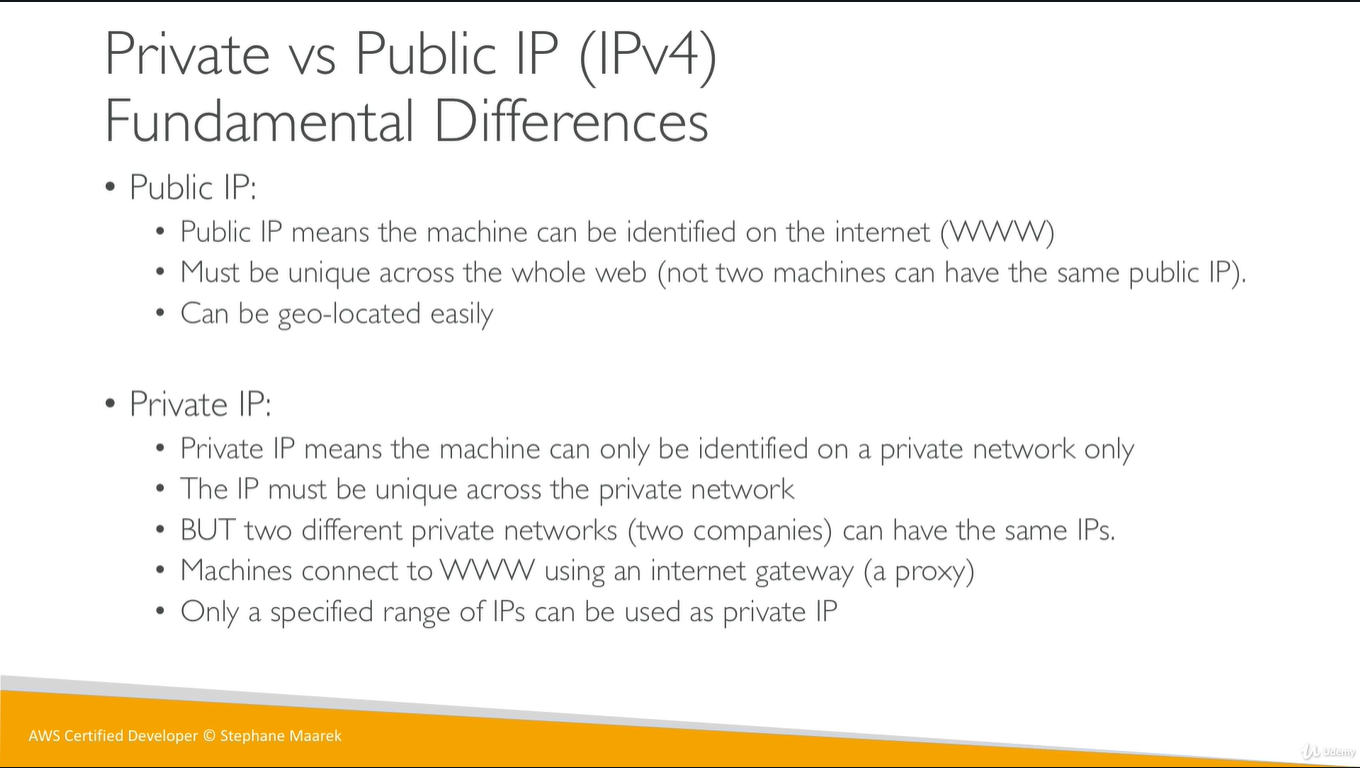 Private vs Public IP (IPv4)
Fundamental Differences
• Public IP:
• Public IP means the machine can be identified on the internet (WWW)
• Must be unique across the whole web (not two machines can have the same public IP).
• Can be geo-located easily
• Private IP:
• Private IP means the machine can only be identified on a private network only
• The IP must be unique across the private network
• BUT two different private networks (two companies) can have the same IPs.
• Machines connect to WWW using an internet gateway (a proxy)
• Only a specified range of IPs can be used as private IP
AWS Certified Developer © Stephane Maarek
Udemy